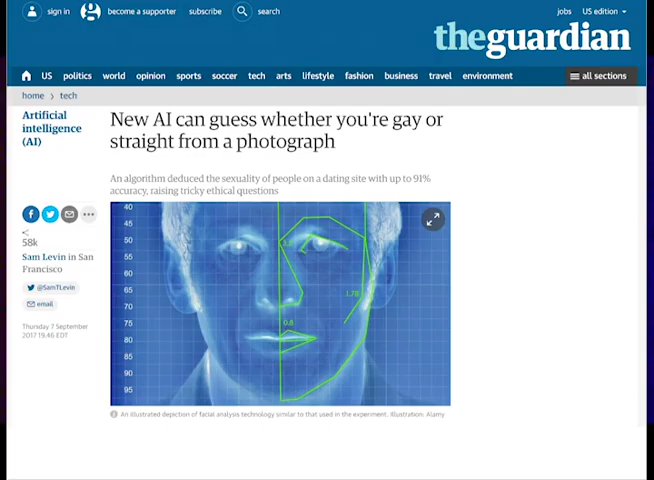 sign in become a supporter subscribe search jobs US edition
theguardian
US politics world opinion sports soccer tech arts lifestyle fashion business travel environment all sections
home > tech
Artificial
intelligence
(AI)
New AI can guess whether you're gay or
straight from a photograph
An algorithm deduced the sexuality of people on a dating site with up to 91%
accuracy, raising tricky ethical questions
58k
Sam Levin in San
Francisco
@SamTLevin
email
Thursday 7 September
2017 19.46 EDT
40
45
50
55
60
65
70
75
80
85
90
95
1.78
0.8
An illustrated depiction of facial analysis technology similar to that used in the experiment. Illustration: Alamy